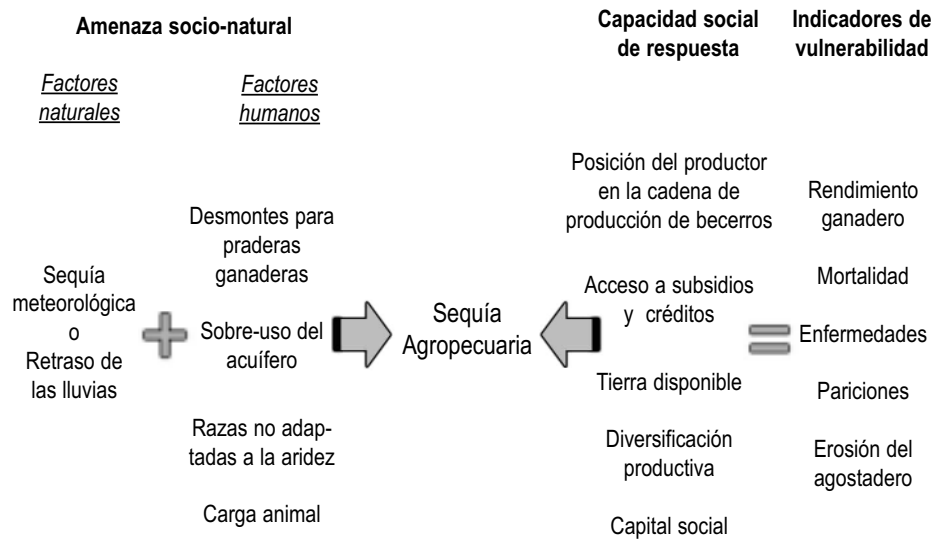 Amenaza socio-natural
Factores
naturales
Factores
humanos
Sequía
meteorológica
o
Retraso de
las lluvias
Desmontes para
praderas
ganaderas
Sobre-uso del
acuífero
Razas no adap-
tadas a la aridez
Carga animal
Sequía
Agropecuaria
Capacidad social
de respuesta
Posición del productor
en la cadena de
producción de becerros
Acceso a subsidios
y créditos
Tierra disponible
Diversificación
productiva
Capital social
Indicadores de
vulnerabilidad
Rendimiento
ganadero
Mortalidad
Enfermedades
Pariciones
Erosión del
agostadero